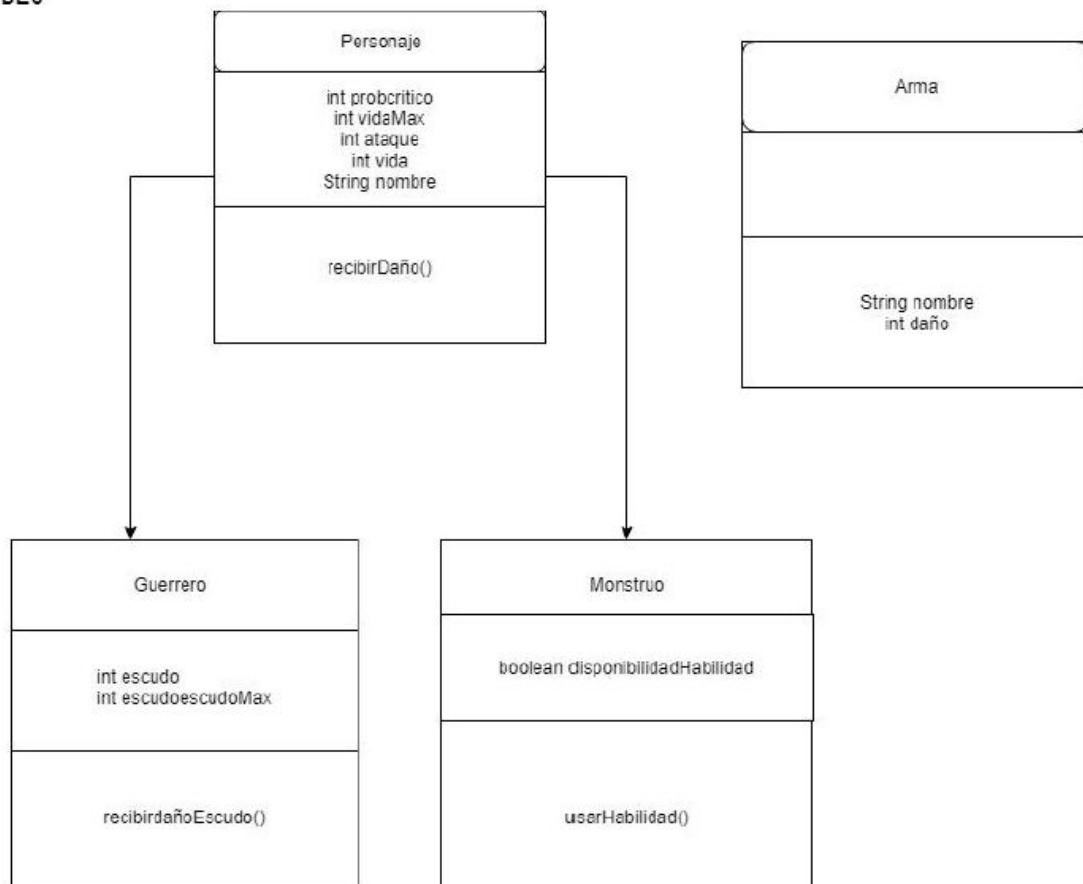 Personaje
int probcritico
int vidaMax
int ataque
int vida
String nombre
recibirDaño()
Arma
String nombre
int daño
Guerrero
int escudo
int escudoescudoMax
recibirdañoEscudo()
Monstruo
boolean disponibilidadHabilidad
usarHabilidad()